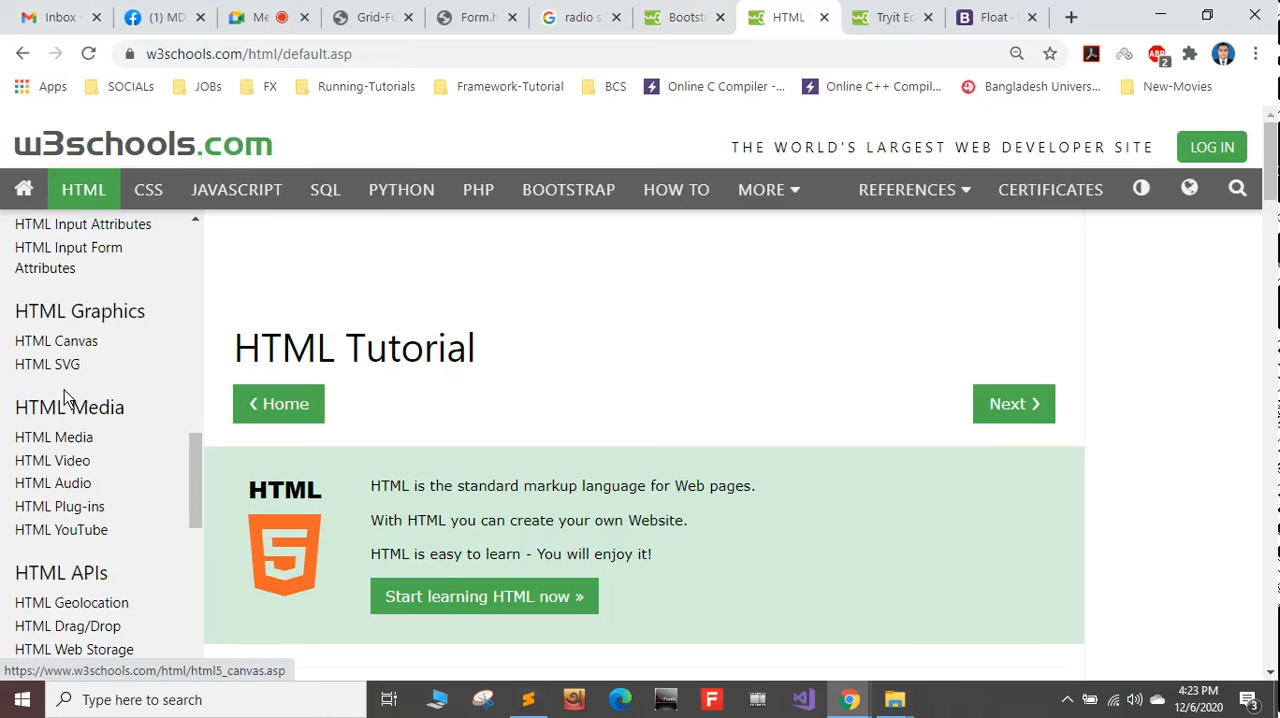 Inbox -
(1) MD
Me
Grid-Fo
Form.h
radio s
Bootst
HTML
Tryit Ec
Float -
w3schools.com/html/default.asp
2
Apps
SOCIALs
JOBs
FX
Running-Tutorials
Framework-Tutorial
BCS
Online C Compiler -...
Online C++ Compil...
Bangladesh Univers...
New-Movies
w3schools.com
THE WORLD'S LARGEST WEB DEVELOPER SITE
LOG IN
HTML
CSS
JAVASCRIPT
SQL
PYTHON
PHP
BOOTSTRAP
HOW TO
MORE
REFERENCES
CERTIFICATES
HTML Input Attributes
HTML Input Form
Attributes
HTML Graphics
HTML Canvas
HTML SVG
HTML Media
HTML Media
HTML Video
HTML Audio
HTML Plug-ins
HTML YouTube
HTML APIs
HTML Geolocation
HTML Drag/Drop
HTML Web Storage
HTML Tutorial
❮ Home
Next ❯
HTML
5
HTML is the standard markup language for Web pages.
With HTML you can create your own Website.
HTML is easy to learn - You will enjoy it!
Start learning HTML now »
https://www.w3schools.com/html/html5_canvas.asp
Type here to search
F
4:23 PM
12/6/2020
3